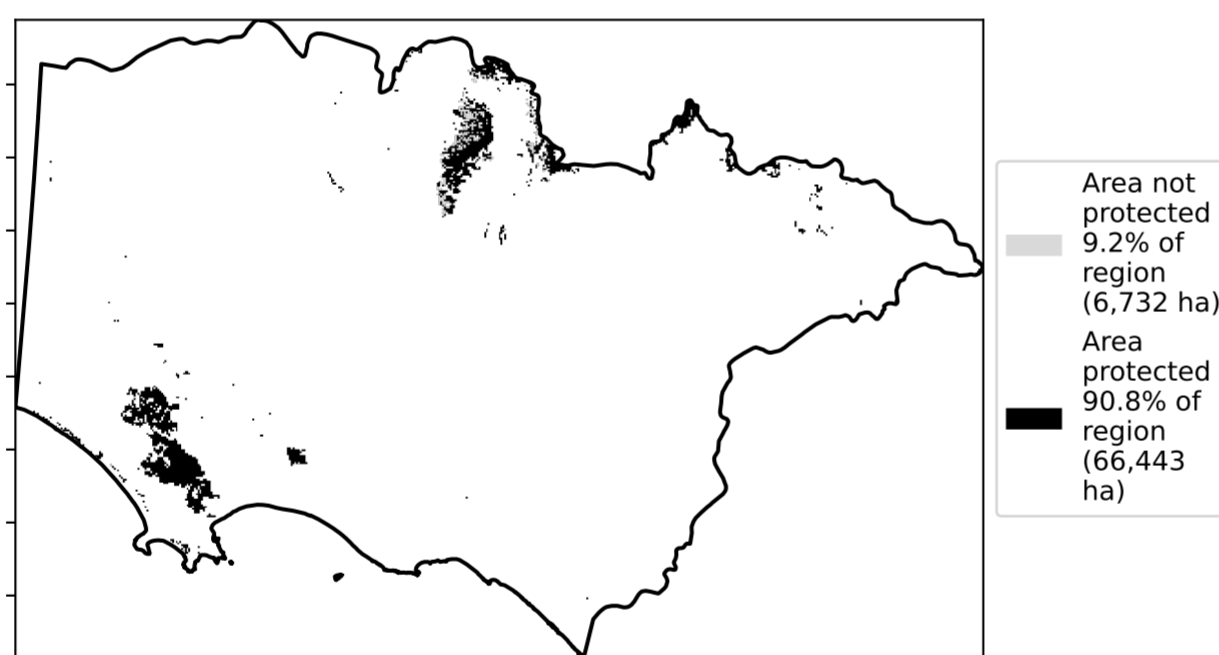 Area not
protected
9.2% of
region
(6,732 ha)
Area
protected
90.8% of
region
(66,443
ha)